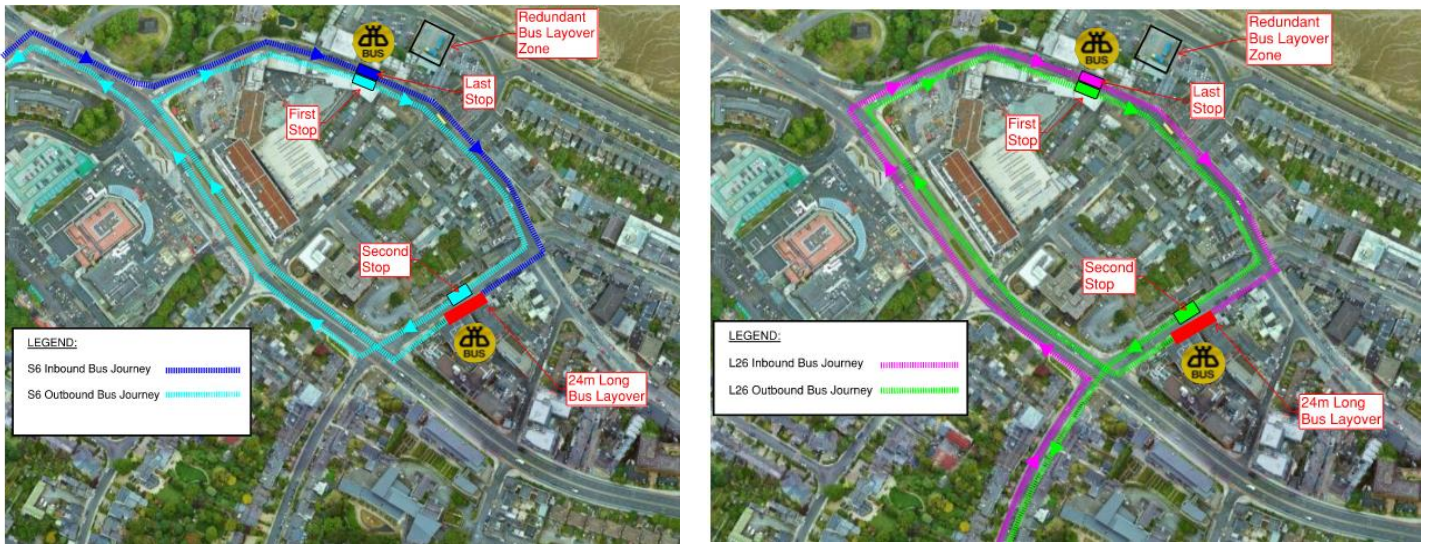 Redundant
Bus Layover
Zone
BUS
Last
Stop
First
Stop
Second
Stop
BUS
24m Long
Bus Layover
LEGEND:
S6 Inbound Bus Journey
S6 Outbound Bus Journey
Redundant
Bus Layover
Zone
BUS
Last
Stop
First
Stop
Second
Stop
BUS
24m Long
Bus Layover
LEGEND:
L26 Inbound Bus Journey
L26 Outbound Bus Journey